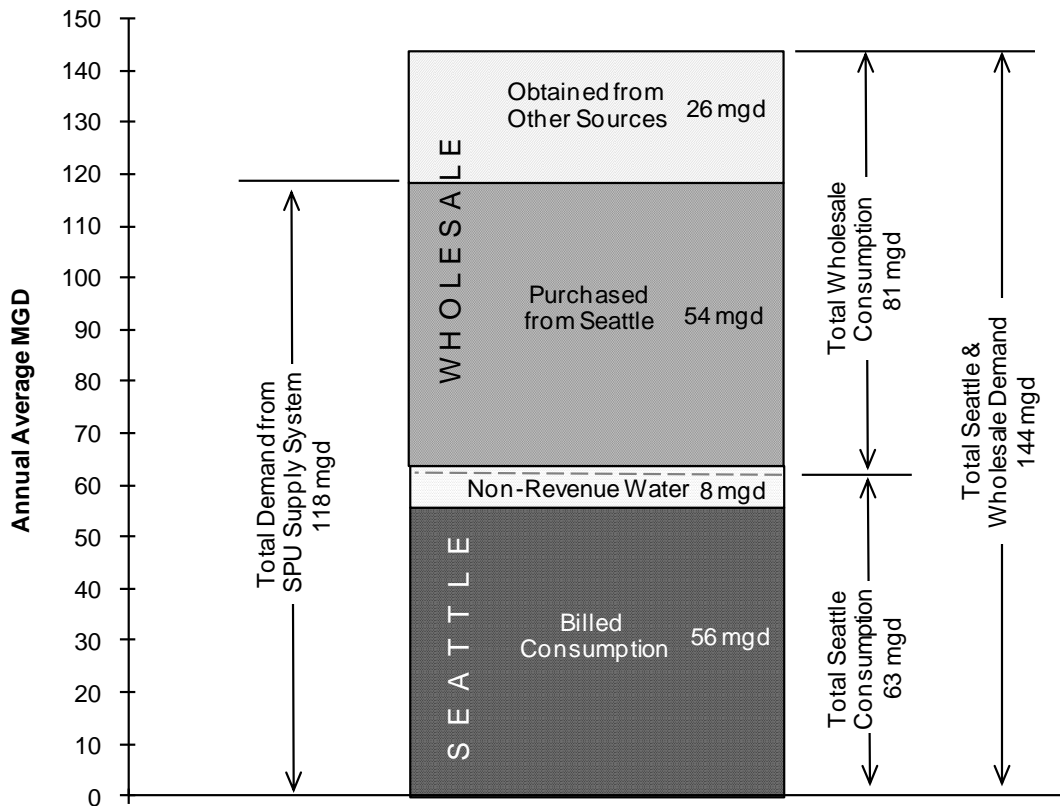 Annual Average MGD
150
140
130
120
110
100
90
80
70
60
50
40
30
20
10
0
Total Demand from
SPU Supply System
118 mgd
WHOLESALE
Obtained from
Other Sources
26 mgd
Purchased
from Seattle
54 mgd
Non-Revenue Water 8 mgd
SEATTLE
Billed
Consumption
56 mgd
Total Wholesale
Consumption
81 mgd
Total Seattle
Consumption
63 mgd
Total Seattle &
Wholesale Demand
144 mgd